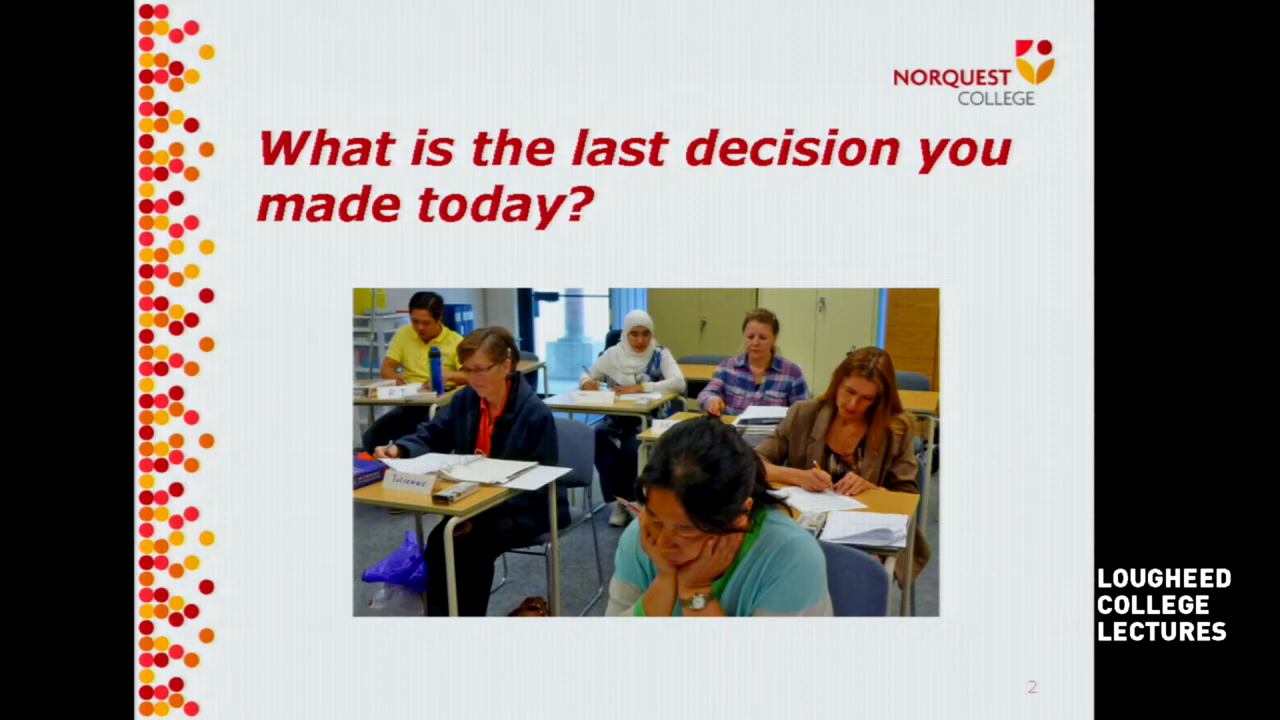 NORQUEST
COLLEGE
What is the last decision you
made today?
LOUGHEED
COLLEGE
LECTURES
2